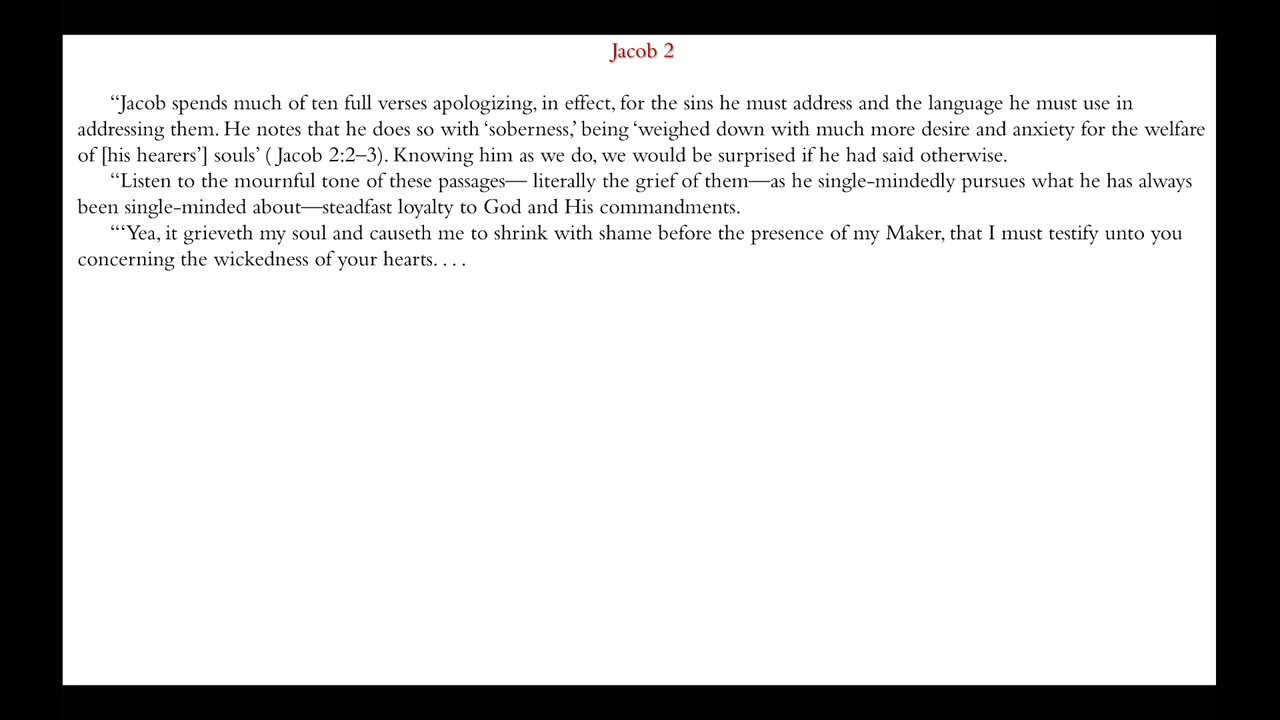 Jacob 2
“Jacob spends much of ten full verses apologizing, in effect, for the sins he must address and the language he must use in
addressing them. He notes that he does so with ‘soberness,’ being ‘weighed down with much more desire and anxiety for the welfare
of [his hearers’] souls’ ( Jacob 2:2–3). Knowing him as we do, we would be surprised if he had said otherwise.
“Listen to the mournful tone of these passages— literally the grief of them—as he single-mindedly pursues what he has always
been single-minded about—steadfast loyalty to God and His commandments.
“‘Yea, it grieveth my soul and causeth me to shrink with shame before the presence of my Maker, that I must testify unto you
concerning the wickedness of your hearts. . . .